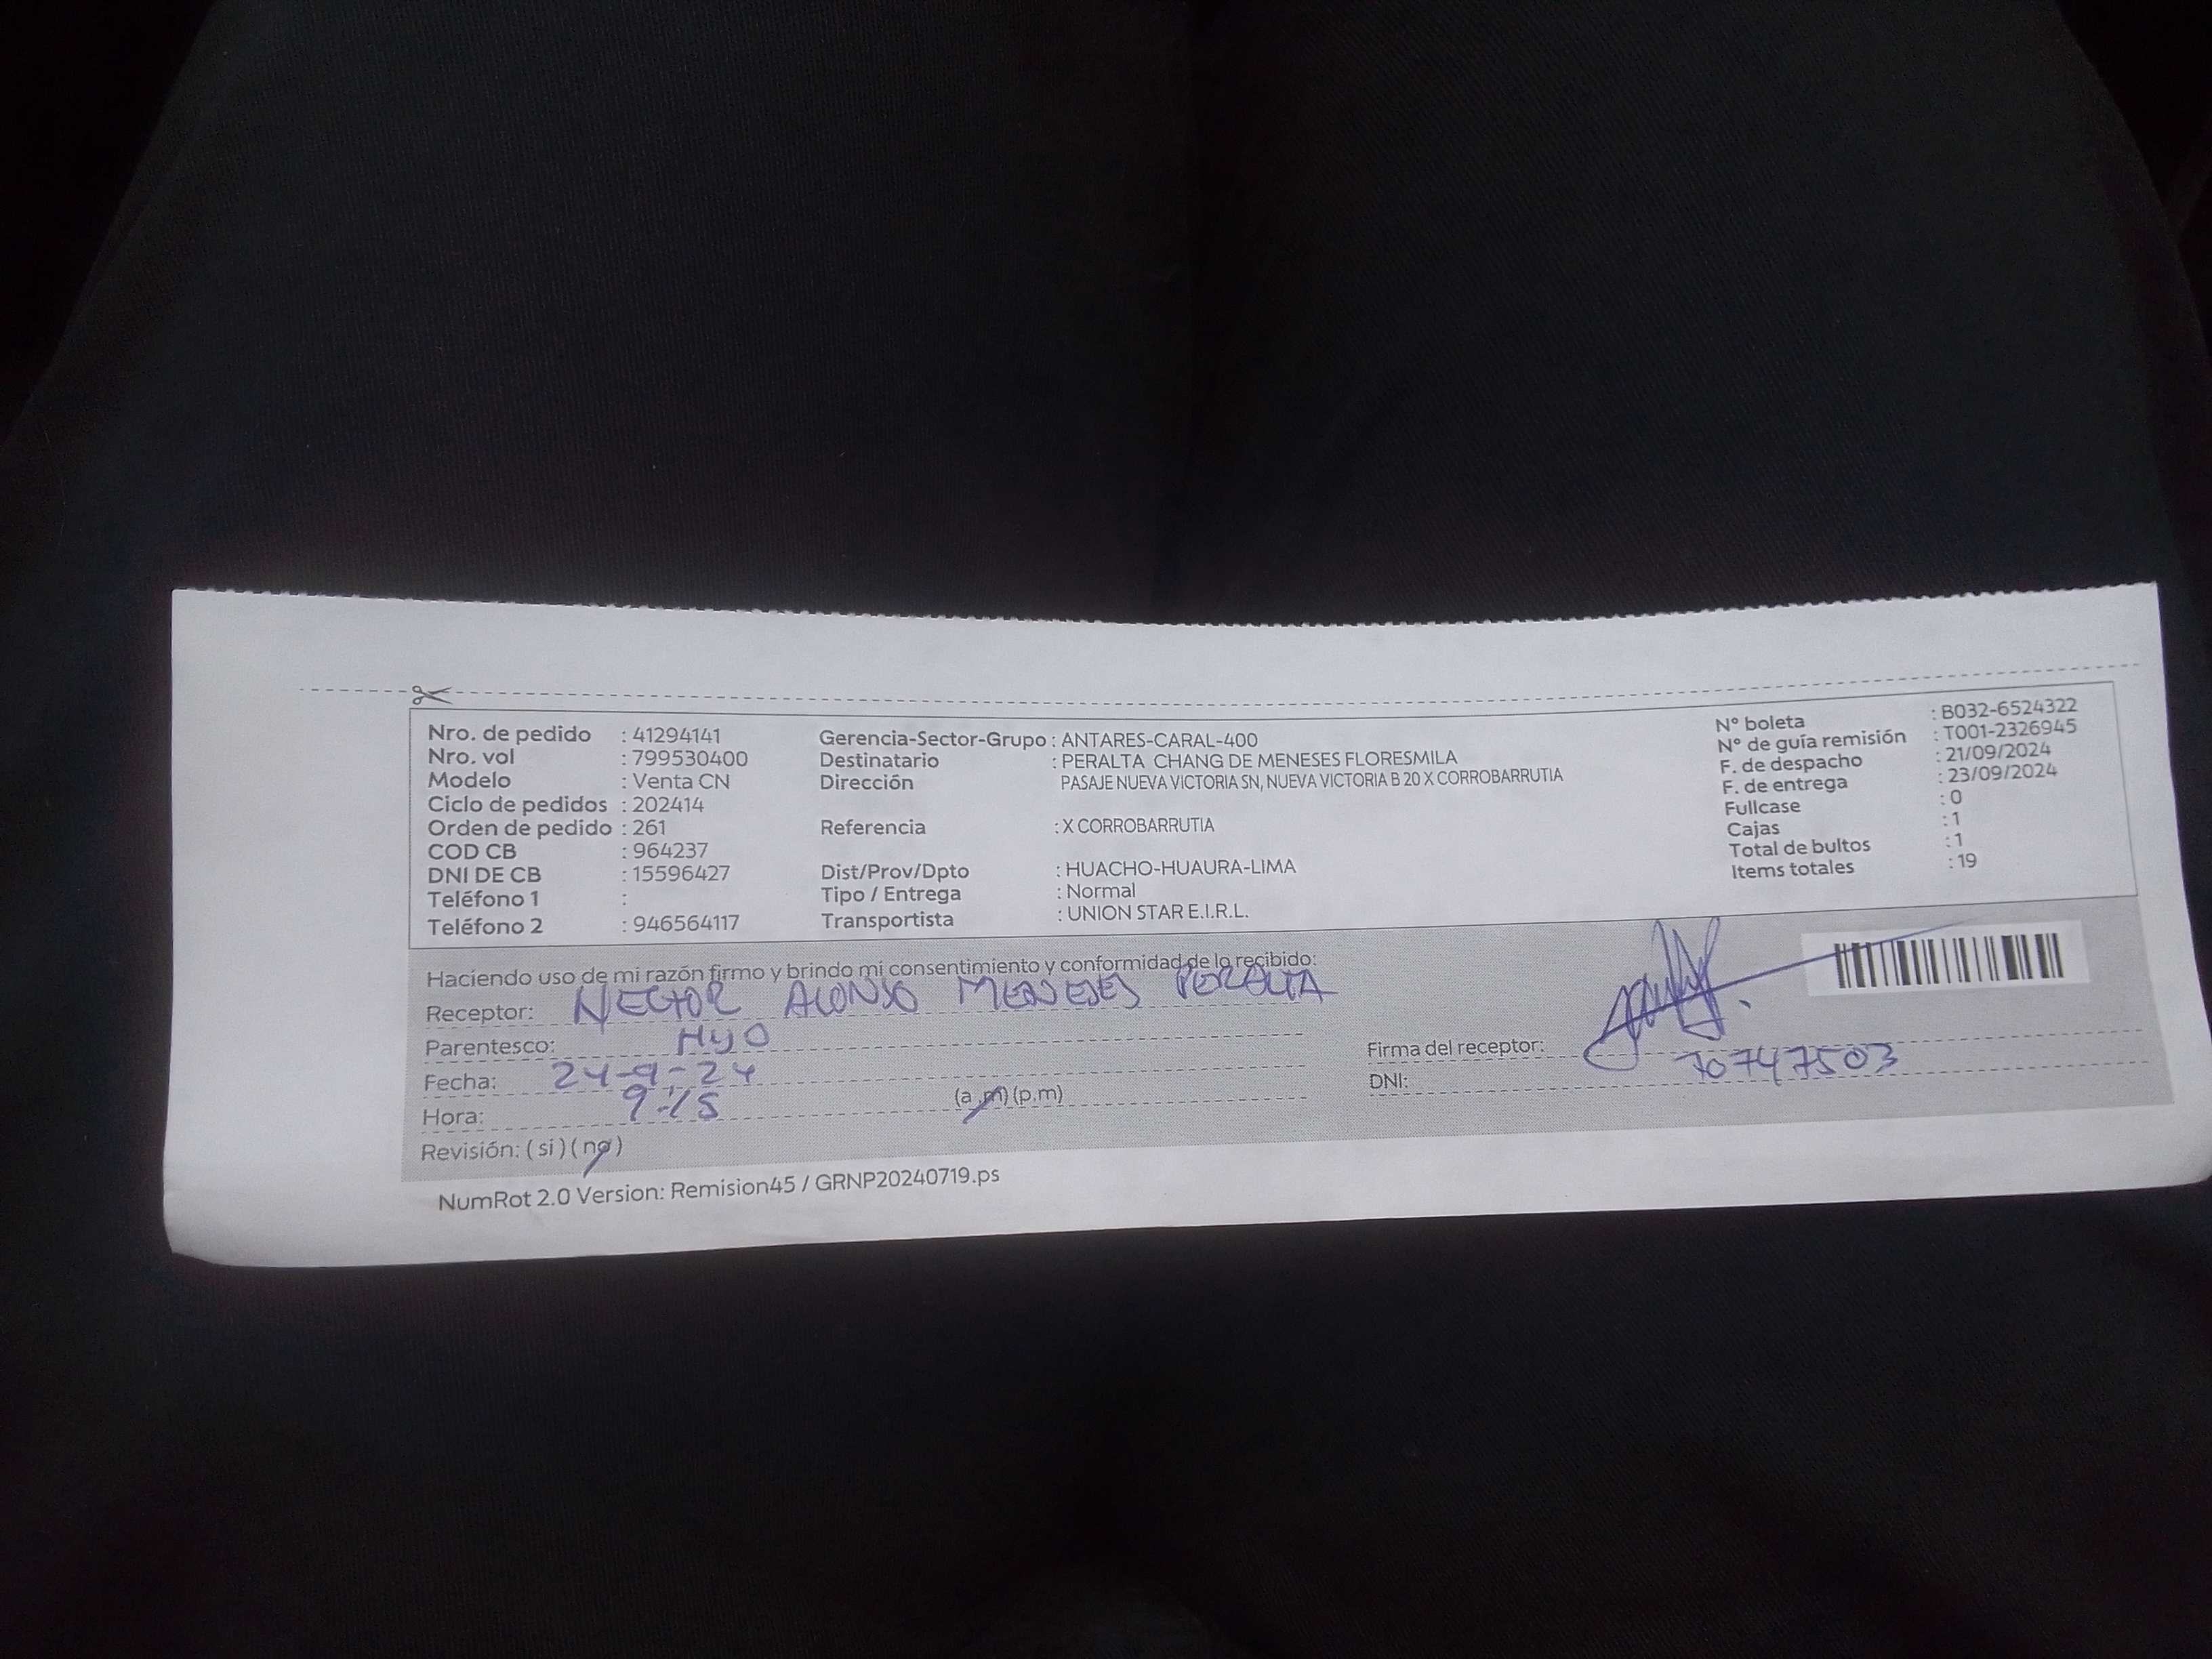 Nro. de pedido : 41294141
Nro. vol : 799530400
Modelo : Venta CN
Ciclo de pedidos : 202414
Orden de pedido : 261
COD CB : 964237
DNI DE CB : 15596427
Teléfono 1 :
Teléfono 2 : 946564117
Gerencia-Sector-Grupo : ANTARES-CARAL-400
Destinatario : PERALTA CHANG DE MENESES FLORESMILA
Dirección PASAJE NUEVA VICTORIA SN, NUEVA VICTORIA B 20 X CORROBARRUTIA
Referencia : X CORROBARRUTIA
Dist/Prov/Dpto : HUACHO-HUAURA-LIMA
Tipo / Entrega : Normal
Transportista : UNION STAR E.I.R.L.
N° boleta : B032-6524322
N° de guía remisión : T001-2326945
F. de despacho : 21/09/2024
F. de entrega : 23/09/2024
Fullcase : 0
Cajas : 1
Total de bultos : 1
Items totales : 19
Haciendo uso de mi razón firmo y brindo mi consentimiento y conformidad de lo recibido:
Receptor: HECTOR ALONSO MENESES PERALTA
Parentesco: HIJO
Fecha: 24-9-24
Hora: 9:15 (a.m) (p.m)
Revisión: ( si ) ( no )
Firma del receptor:
DNI: 70747503
NumRot 2.0 Version: Remision45 / GRNP20240719.ps